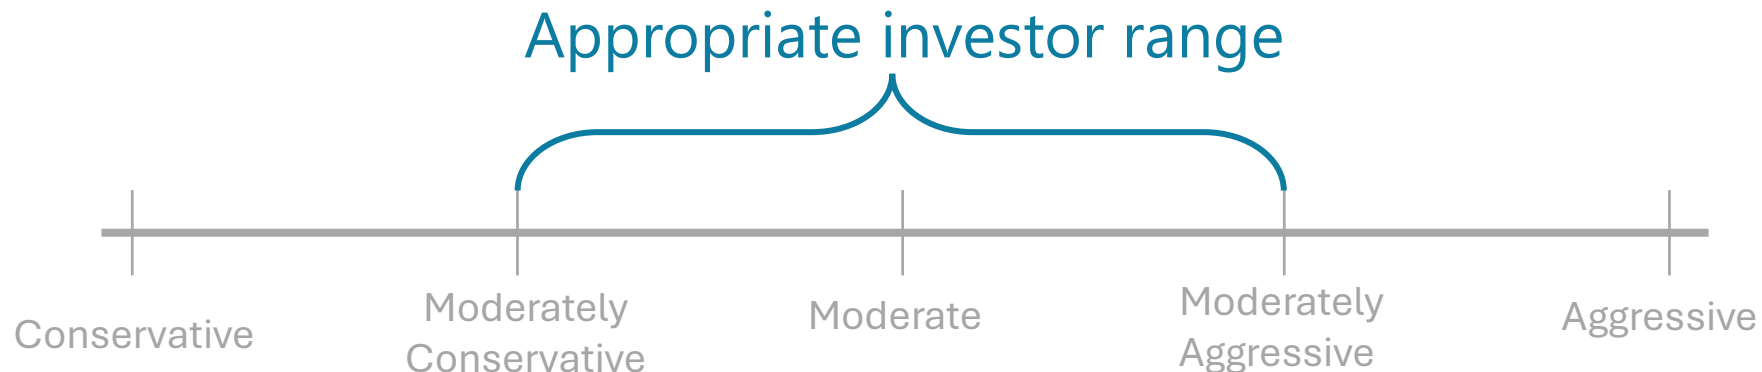 Appropriate investor range
Conservative
Moderately
Conservative
Moderate
Moderately
Aggressive
Aggressive